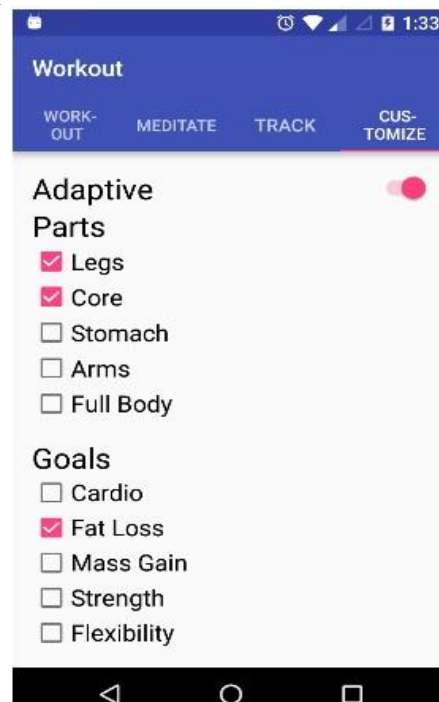 1:33
Workout
WORK-
OUT
MEDITATE
TRACK
CUS-
TOMIZE
Adaptive
Parts
Legs
Core
Stomach
Arms
Full Body
Goals
Cardio
Fat Loss
Mass Gain
Strength
Flexibility